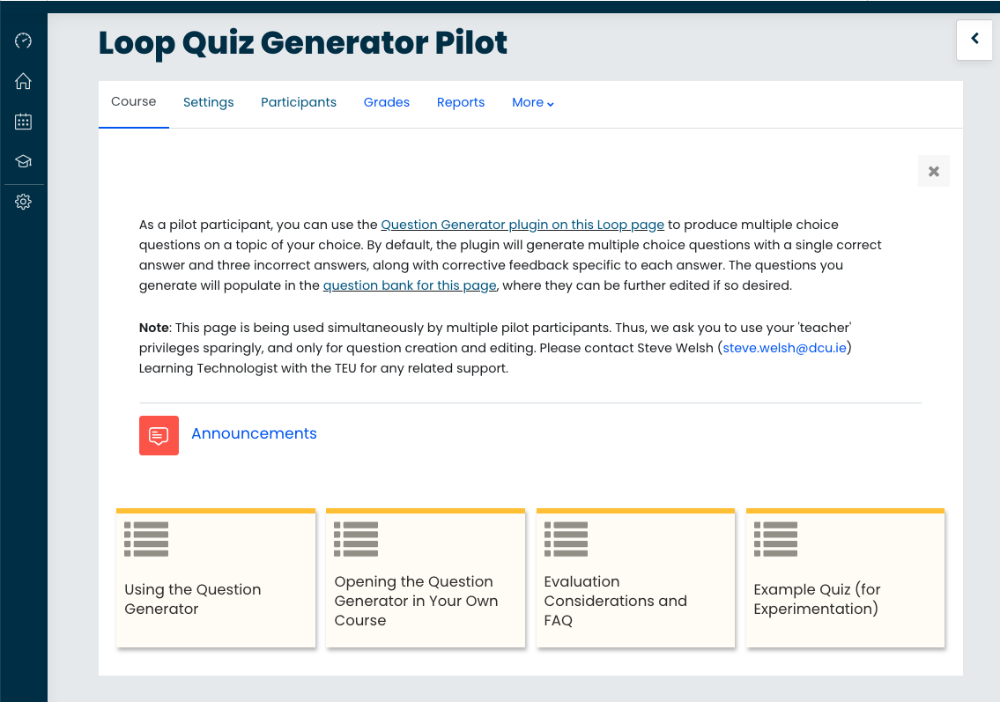 Loop Quiz Generator Pilot
Course Settings Participants Grades Reports More
As a pilot participant, you can use the Question Generator plugin on this Loop page to produce multiple choice
questions on a topic of your choice. By default, the plugin will generate multiple choice questions with a single correct
answer and three incorrect answers, along with corrective feedback specific to each answer. The questions you
generate will populate in the question bank for this page, where they can be further edited if so desired.
Note: This page is being used simultaneously by multiple pilot participants. Thus, we ask you to use your 'teacher'
privileges sparingly, and only for question creation and editing. Please contact Steve Welsh (steve.welsh@dcu.ie)
Learning Technologist with the TEU for any related support.
Announcements
Using the Question
Generator
Opening the Question
Generator in Your Own
Course
Evaluation
Considerations and
FAQ
Example Quiz (for
Experimentation)